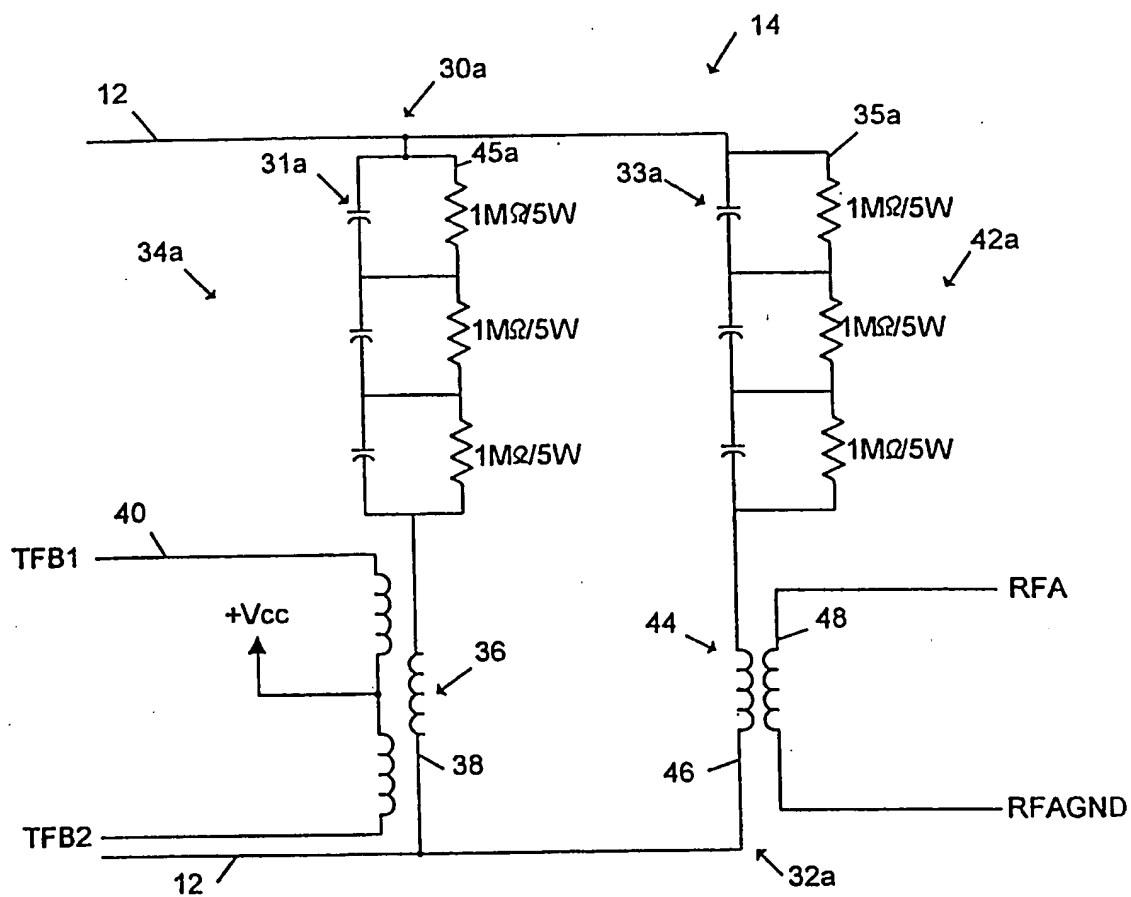 14
30a
12
35a
31a
45a
33a
1MΩ/5W
1MΩ/5W
34a
42a
1MΩ/5W
1MΩ/5W
1MΩ/5W
1MΩ/5W
40
TFB1
RFA
+Vcc
44
48
36
38
46
TFB2
RFAGND
12
32a